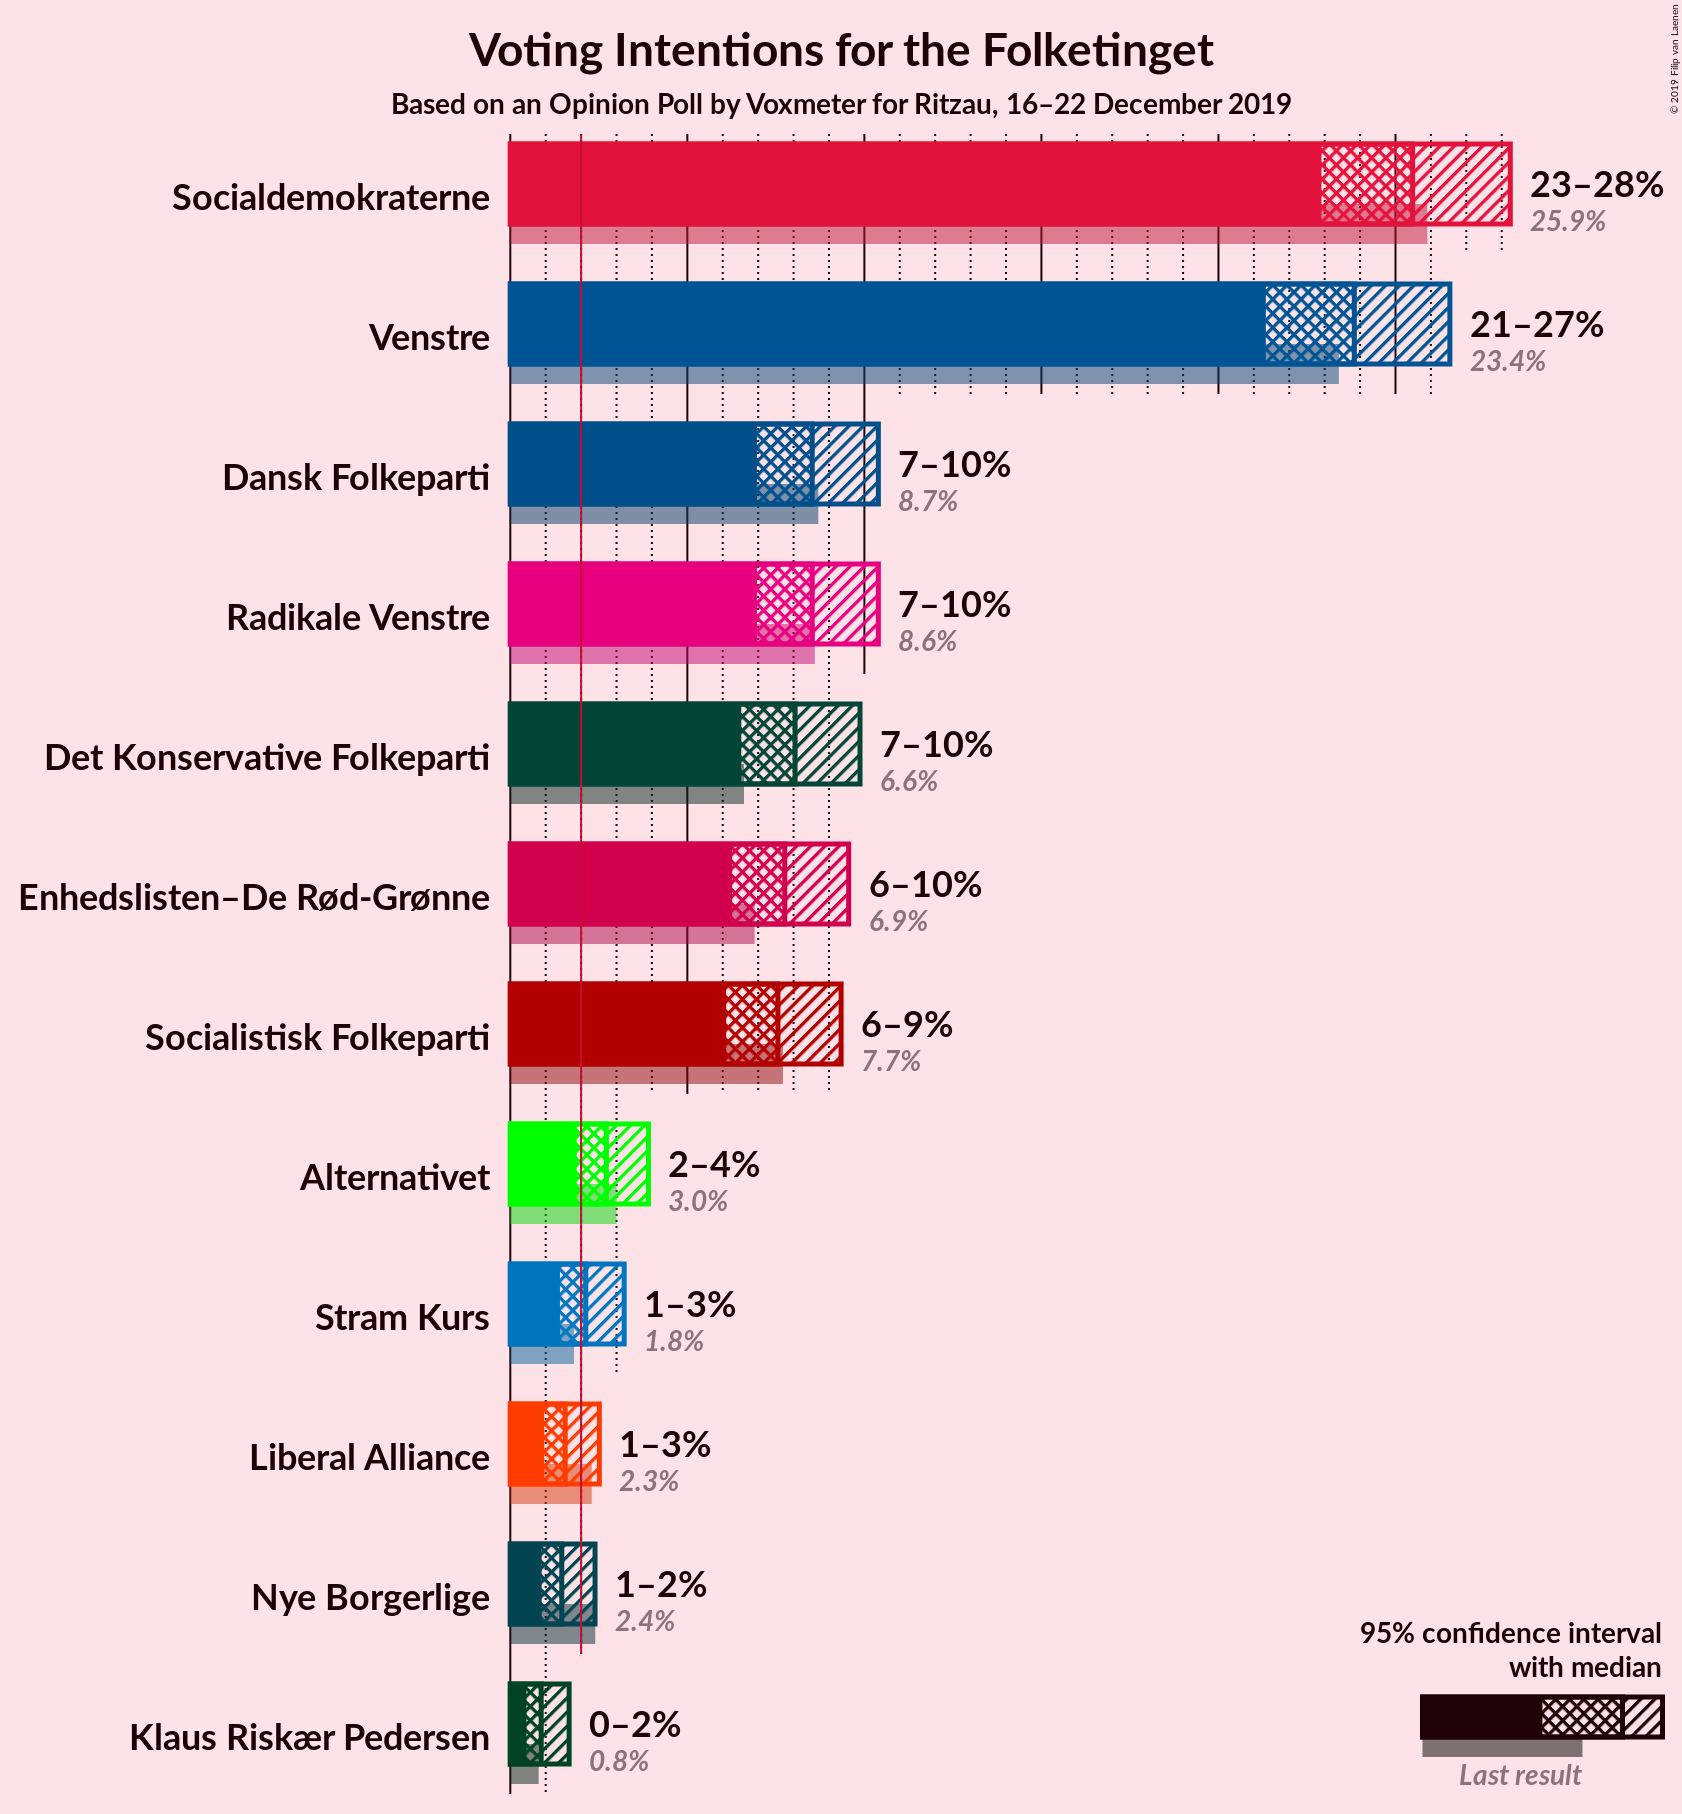 Voting Intentions for the Folketinget
Based on an Opinion Poll by Voxmeter for Ritzau, 16–22 December 2019
© 2019 Filip van Laenen
Socialdemokraterne
23–28%
25.9%
Venstre
21–27%
23.4%
Dansk Folkeparti
7–10%
8.7%
Radikale Venstre
7–10%
8.6%
Det Konservative Folkeparti
7–10%
6.6%
Enhedslisten–De Rød-Grønne
6–10%
6.9%
Socialistisk Folkeparti
6–9%
7.7%
Alternativet
2–4%
3.0%
Stram Kurs
1–3%
1.8%
Liberal Alliance
1–3%
2.3%
Nye Borgerlige
1–2%
2.4%
Klaus Riskær Pedersen
0–2%
0.8%
95% confidence interval
with median
Last result